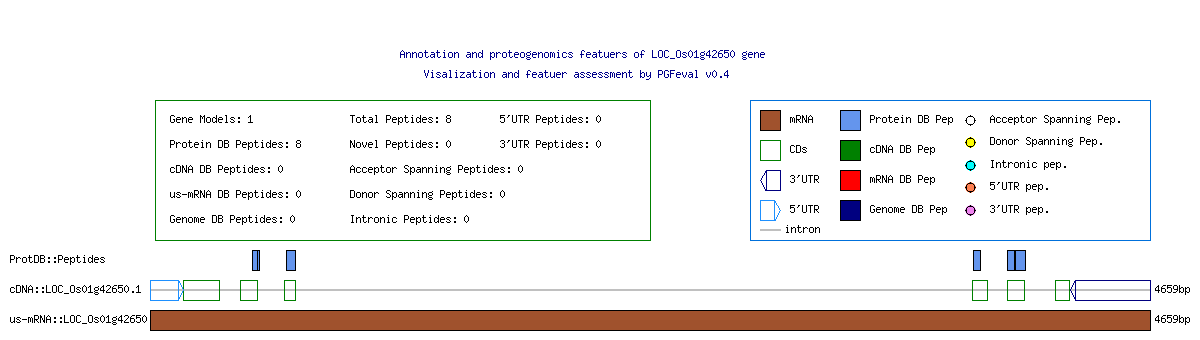 Annotation and proteogenomics featuers of LOC_Os01g42650 gene
Visalization and featuer assessment by PGFeval v0.4
Gene Models: 1 Total Peptides: 8 5'UTR Peptides: 0
Protein DB Peptides: 8 Novel Peptides: 0 3'UTR Peptides: 0
cDNA DB Peptides: 0 Acceptor Spanning Peptides: 0
us-mRNA DB Peptides: 0 Donor Spanning Peptides: 0
Genome DB Peptides: 0 Intronic Peptides: 0
mRNA Protein DB Pep Acceptor Spanning Pep.
CDs cDNA DB Pep Donor Spanning Pep.
3'UTR mRNA DB Pep Intronic pep.
5'UTR Genome DB Pep 5'UTR pep.
intron 3'UTR pep.
ProtDB::Peptides
cDNA::LOC_Os01g42650.1 4659bp
us-mRNA::LOC_Os01g42650 4659bp